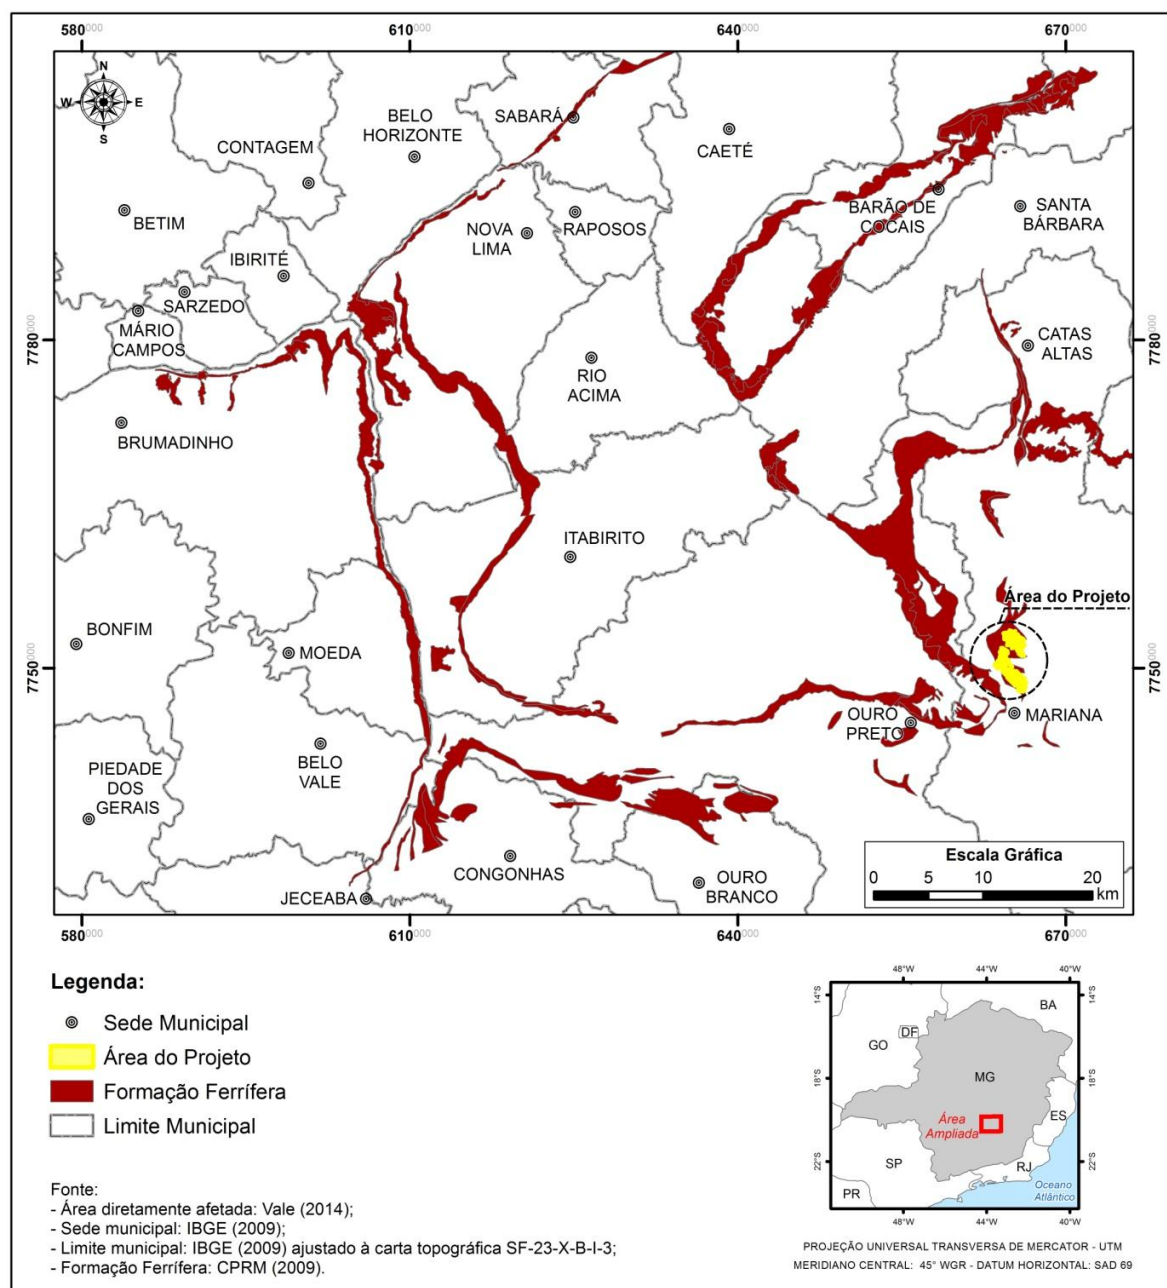 580000
610000
640000
670000
N
W
E
S
BELO
HORIZONTE
SABARÁ
CAETÉ
CONTAGEM
BETIM
IBIRITÉ
NOVA
LIMA
RAPOSOS
BARÃO DE
COCAIS
SANTA
BÁRBARA
SARZEDO
MÁRIO
CAMPOS
7780000
7780000
CATAS
ALTAS
RIO
ACIMA
BRUMADINHO
ITABIRITO
Área do Projeto
BONFIM
MOEDA
7750000
7750000
OURO
PRETO
MARIANA
BELO
VALE
PIEDADE
DOS
GERAIS
CONGONHAS
OURO
BRANCO
JECEABA
Escala Gráfica
0 5 10 20
km
580000
610000
640000
670000
Legenda:
Sede Municipal
Área do Projeto
Formação Ferrífera
Limite Municipal
Fonte:
- Área diretamente afetada: Vale (2014);
- Sede municipal: IBGE (2009);
- Limite municipal: IBGE (2009) ajustado à carta topográfica SF-23-X-B-I-3;
- Formação Ferrífera: CPRM (2009).
48°W 44°W 40°W
14°S
14°S
BA
DF
GO
MG
18°S
18°S
ES
Área
Ampliada
SP
RJ
22°S
22°S
PR
Oceano
Atlântico
48°W 44°W 40°W
PROJEÇÃO UNIVERSAL TRANSVERSA DE MERCATOR - UTM
MERIDIANO CENTRAL: 45° WGR - DATUM HORIZONTAL: SAD 69